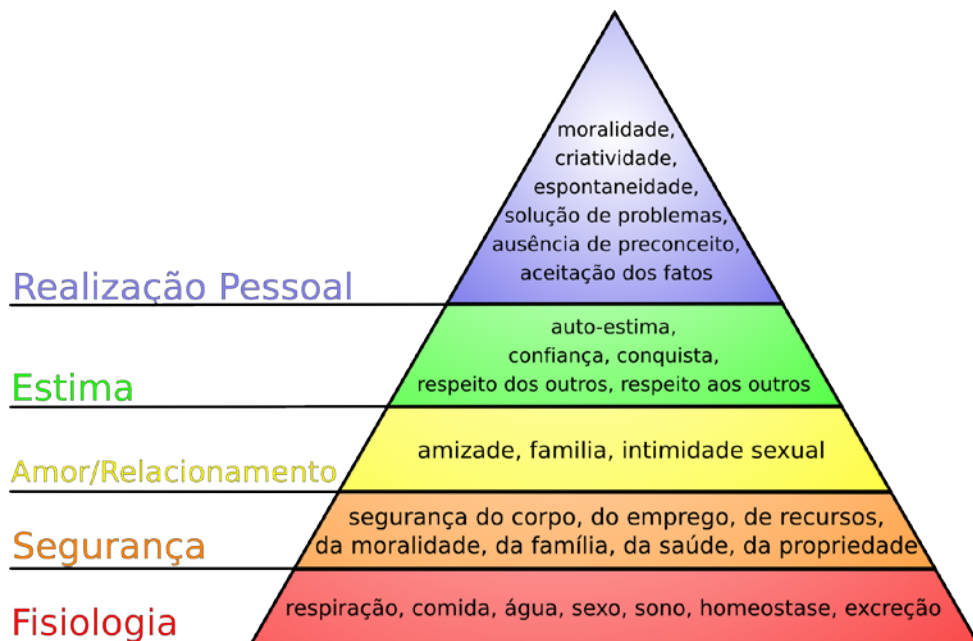 moralidade,
criatividade,
espontaneidade,
solução de problemas,
ausência de preconceito,
aceitação dos fatos
Realização Pessoal
auto-estima,
confiança, conquista,
respeito dos outros, respeito aos outros
Estima
amizade, familia, intimidade sexual
Amor/Relacionamento
segurança do corpo, do emprego, de recursos,
da moralidade, da família, da saúde, da propriedade
Segurança
respiração, comida, água, sexo, sono, homeostase, excreção
Fisiologia